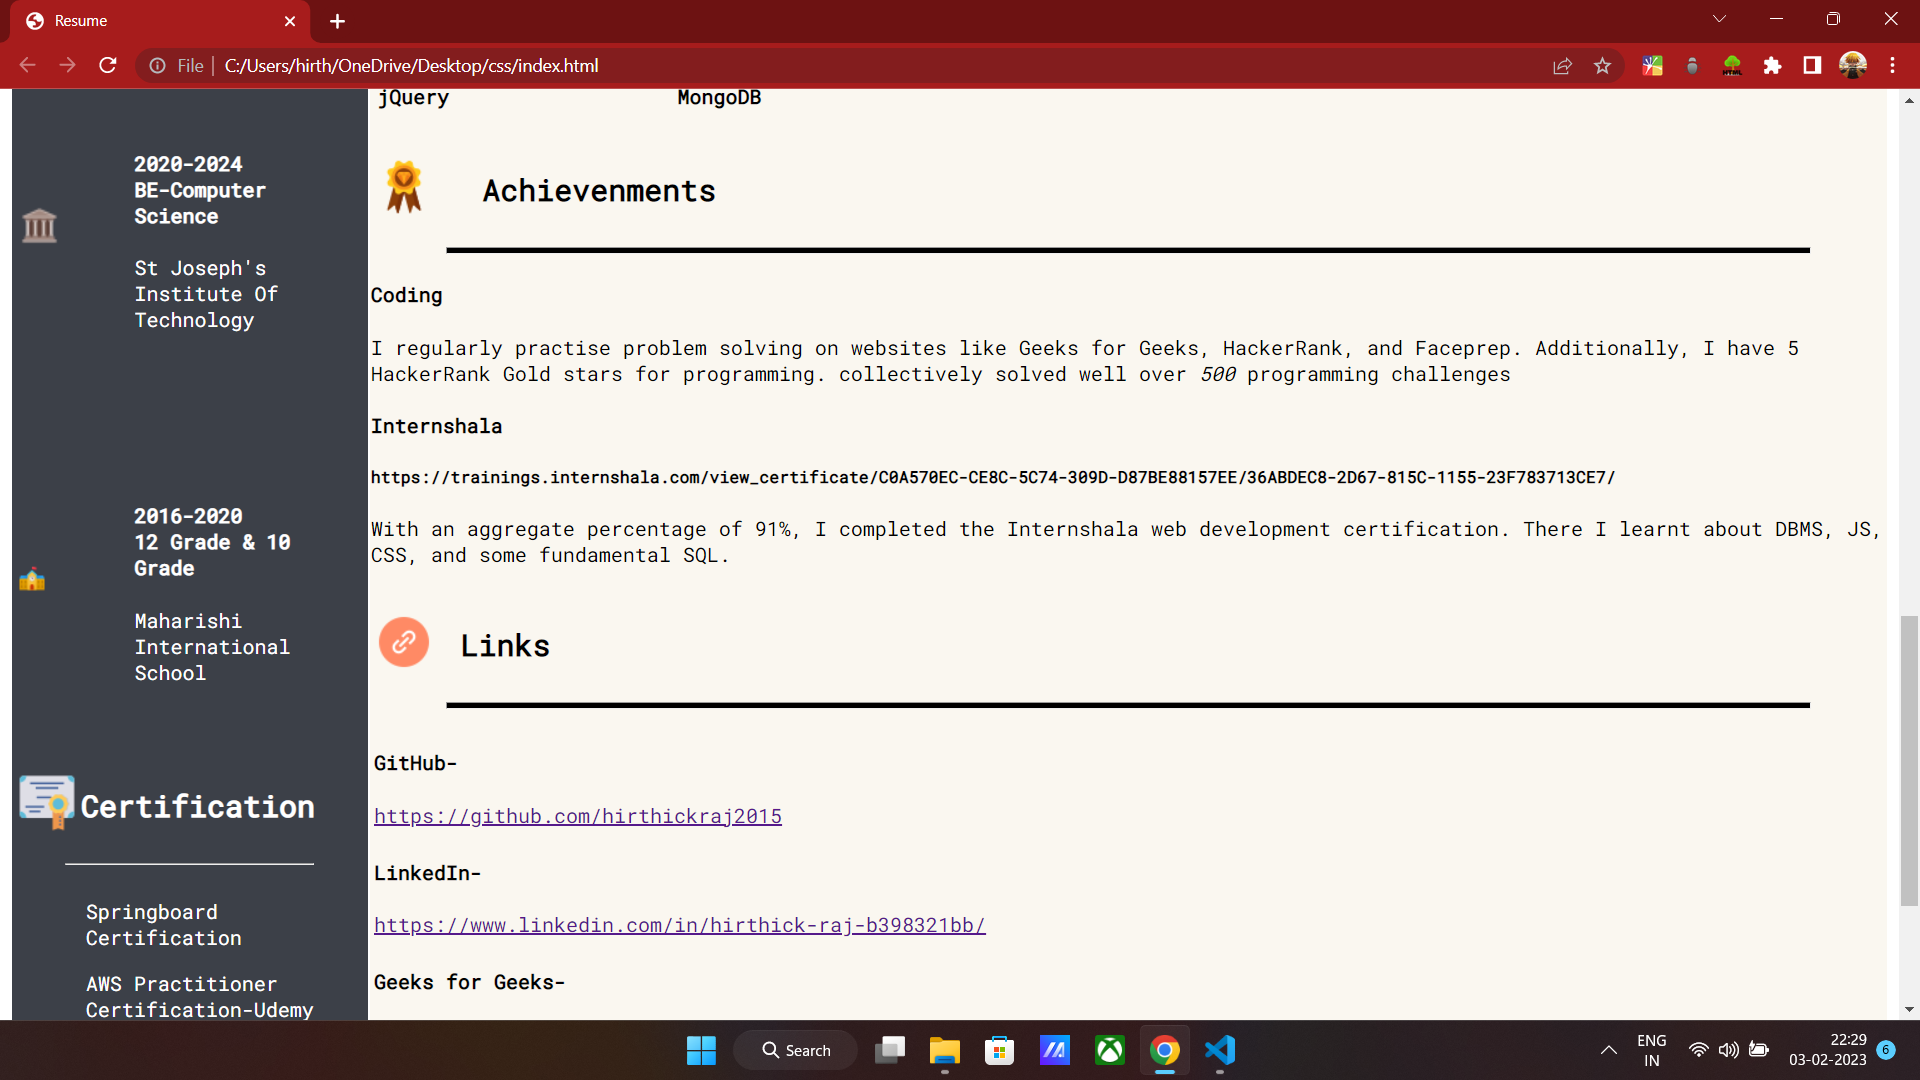 Resume
File
C:/Users/hirth/OneDrive/Desktop/css/index.html
2020-2024
BE-Computer
Science
St Joseph's
Institute Of
Technology
2016-2020
12 Grade & 10
Grade
Maharishi
International
School
Certification
Springboard
Certification
AWS Practitioner
Certification-Udemy
jQuery
MongoDB
Achievenments
Coding
I regularly practise problem solving on websites like Geeks for Geeks, HackerRank, and Faceprep. Additionally, I have 5
HackerRank Gold stars for programming. collectively solved well over 500 programming challenges
Internshala
https://trainings.internshala.com/view_certificate/C0A570EC-CE8C-5C74-309D-D87BE88157EE/36ABDEC8-2D67-815C-1155-23F783713CE7/
With an aggregate percentage of 91%, I completed the Internshala web development certification. There I learnt about DBMS, JS,
CSS, and some fundamental SQL.
Links
GitHub-
https://github.com/hirthickraj2015
LinkedIn-
https://www.linkedin.com/in/hirthick-raj-b398321bb/
Geeks for Geeks-
Search
ENG
IN
22:29
03-02-2023
6